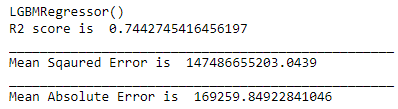 LGBMRegressor()
R2 score is 0.7442745416456197
Mean Sqaured Error is 147486655203.0439
Mean Absolute Error is 169259.84922841046